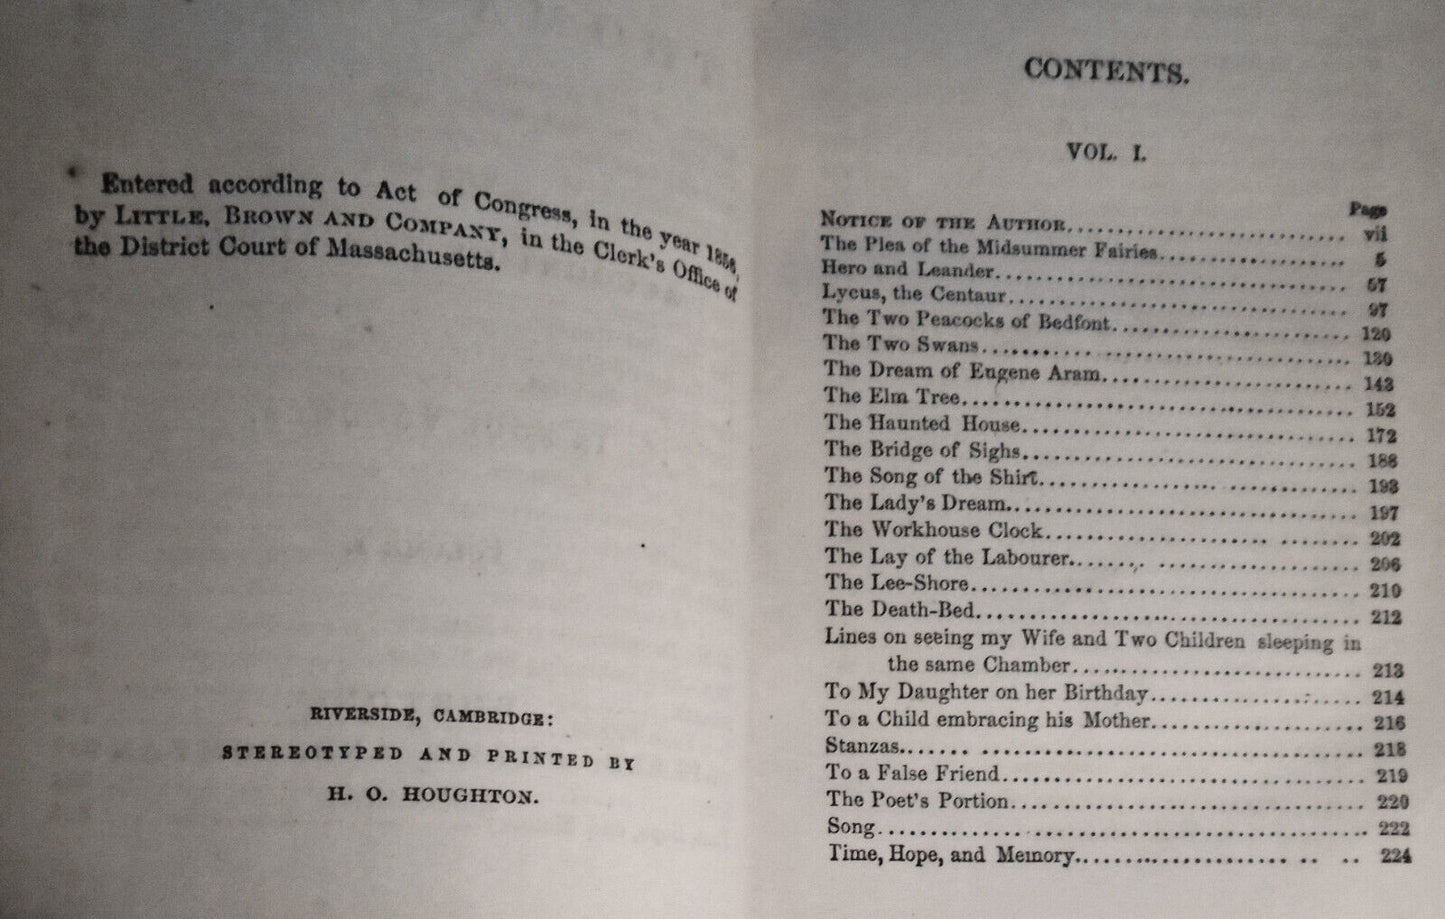 Entered according to Act of Congress, in the year 1856,
by LITTLE, BROWN AND COMPANY, in the Clerk's Office of
the District Court of Massachusetts.
RIVERSIDE, CAMBRIDGE:
STEREOTYPED AND PRINTED BY
H. O. HOUGHTON.
CONTENTS.
VOL. I.
Page
NOTICE OF THE AUTHOR.............................. vii
The Plea of the Midsummer Fairies.................... 5
Hero and Leander.................................... 57
Lycus, the Centaur.................................. 97
The Two Peacocks of Bedfont......................... 120
The Two Swans....................................... 130
The Dream of Eugene Aram............................ 143
The Elm Tree........................................ 152
The Haunted House................................... 172
The Bridge of Sighs................................. 188
The Song of the Shirt............................... 193
The Lady's Dream.................................... 197
The Workhouse Clock................................. 202
The Lay of the Labourer............................. 206
The Lee-Shore....................................... 210
The Death-Bed....................................... 212
Lines on seeing my Wife and Two Children sleeping in
the same Chamber............................ 213
To My Daughter on her Birthday...................... 214
To a Child embracing his Mother..................... 216
Stanzas............................................. 218
To a False Friend................................... 219
The Poet's Portion.................................. 220
Song................................................ 222
Time, Hope, and Memory.............................. 224